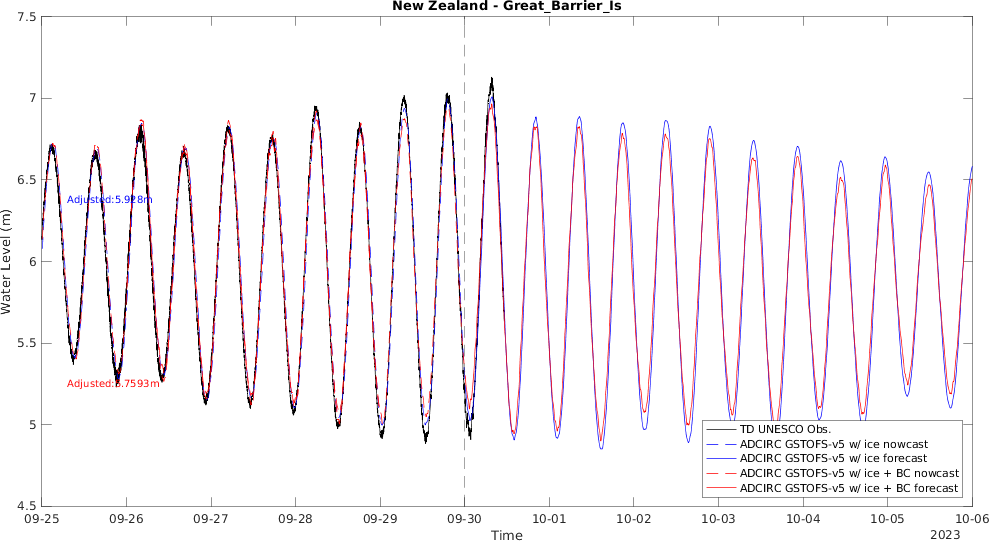 New Zealand - Great_Barrier_Is
7.5
7
6.5
6
5.5
5
4.5
Water Level (m)
Adjusted:5.928m
Adjusted:5.7593m
TD UNESCO Obs.
ADCIRC GSTOFS-v5 w/ ice nowcast
ADCIRC GSTOFS-v5 w/ ice forecast
ADCIRC GSTOFS-v5 w/ ice + BC nowcast
ADCIRC GSTOFS-v5 w/ ice + BC forecast
09-25 09-26 09-27 09-28 09-29 09-30 10-01 10-02 10-03 10-04 10-05 10-06
Time
2023